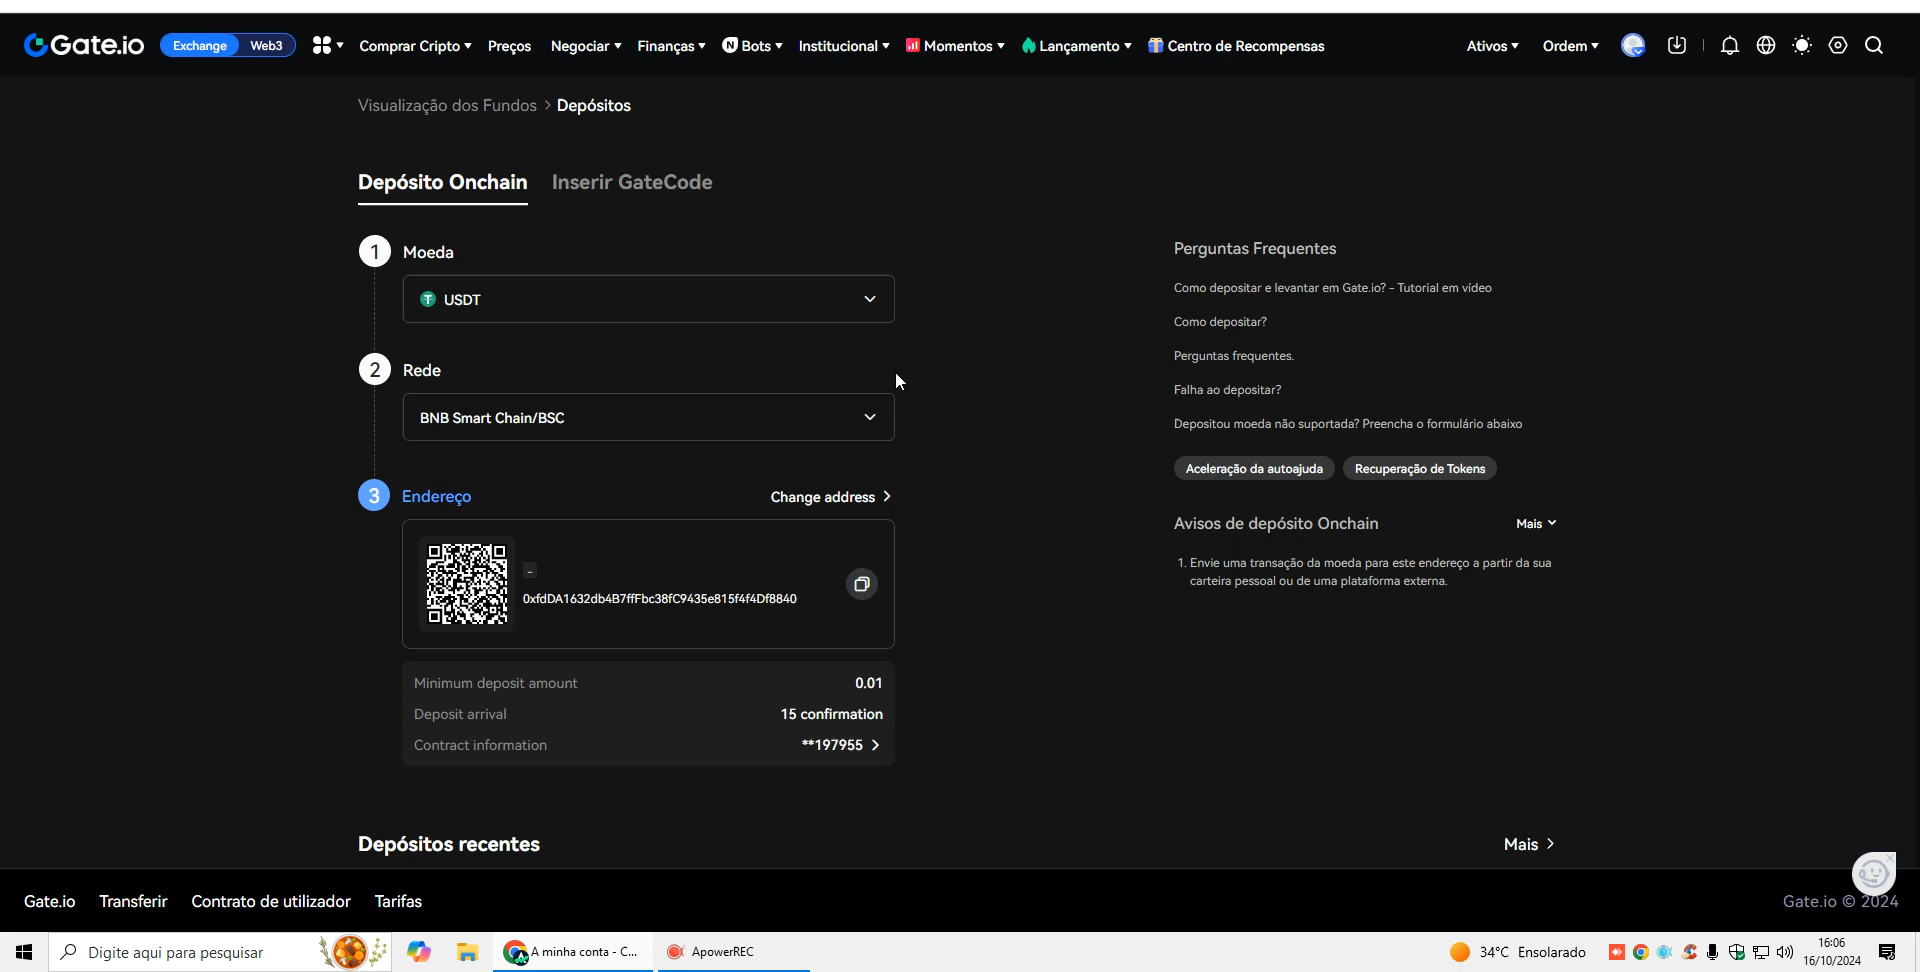 Gate.io Exchange Web3 Comprar Cripto Preços Negociar Finanças Bots Institucional Momentos Lançamento Centro de Recompensas Ativos Ordem
Visualização dos Fundos > Depósitos
Depósito Onchain Inserir GateCode
1 Moeda
USDT
2 Rede
BNB Smart Chain/BSC
3 Endereço Change address >
-
0xfdDA1632db4B7ffFbc38fC9435e815f4f4Df8840
Minimum deposit amount 0.01
Deposit arrival 15 confirmation
Contract information **197955 >
Perguntas Frequentes
Como depositar e levantar em Gate.io? - Tutorial em vídeo
Como depositar?
Perguntas frequentes.
Falha ao depositar?
Depositou moeda não suportada? Preencha o formulário abaixo
Aceleração da autoajuda Recuperação de Tokens
Avisos de depósito Onchain Mais
1. Envie uma transação da moeda para este endereço a partir da sua
carteira pessoal ou de uma plataforma externa.
Depósitos recentes Mais >
Gate.io Transferir Contrato de utilizador Tarifas Gate.io © 2024
Digite aqui para pesquisar A minha conta - C... ApowerREC 34°C Ensolarado 16:06
16/10/2024